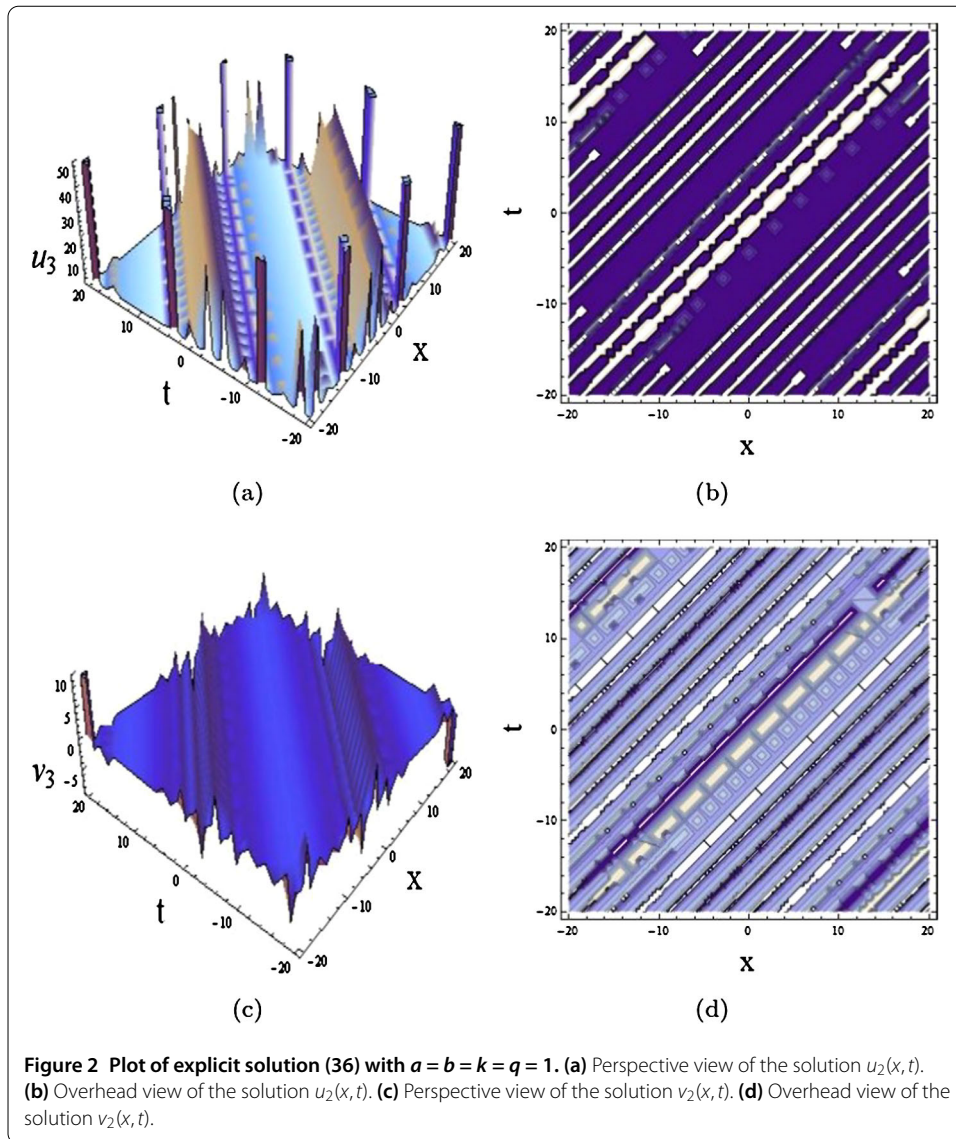 50
40
30
20
10
u₃
20
10
0
-10
-20
t
20
10
0
-10
-20
x
(a)
20
10
0
-10
-20
t
-20 -10 0 10 20
x
(b)
10
5
0
-5
v₃
20
10
0
-10
-20
t
20
10
0
-10
-20
x
(c)
20
10
0
-10
-20
t
-20 -10 0 10 20
x
(d)
Figure 2 Plot of explicit solution (36) with a = b = k = q = 1. (a) Perspective view of the solution u₂(x, t).
(b) Overhead view of the solution u₂(x, t). (c) Perspective view of the solution v₂(x, t). (d) Overhead view of the
solution v₂(x, t).